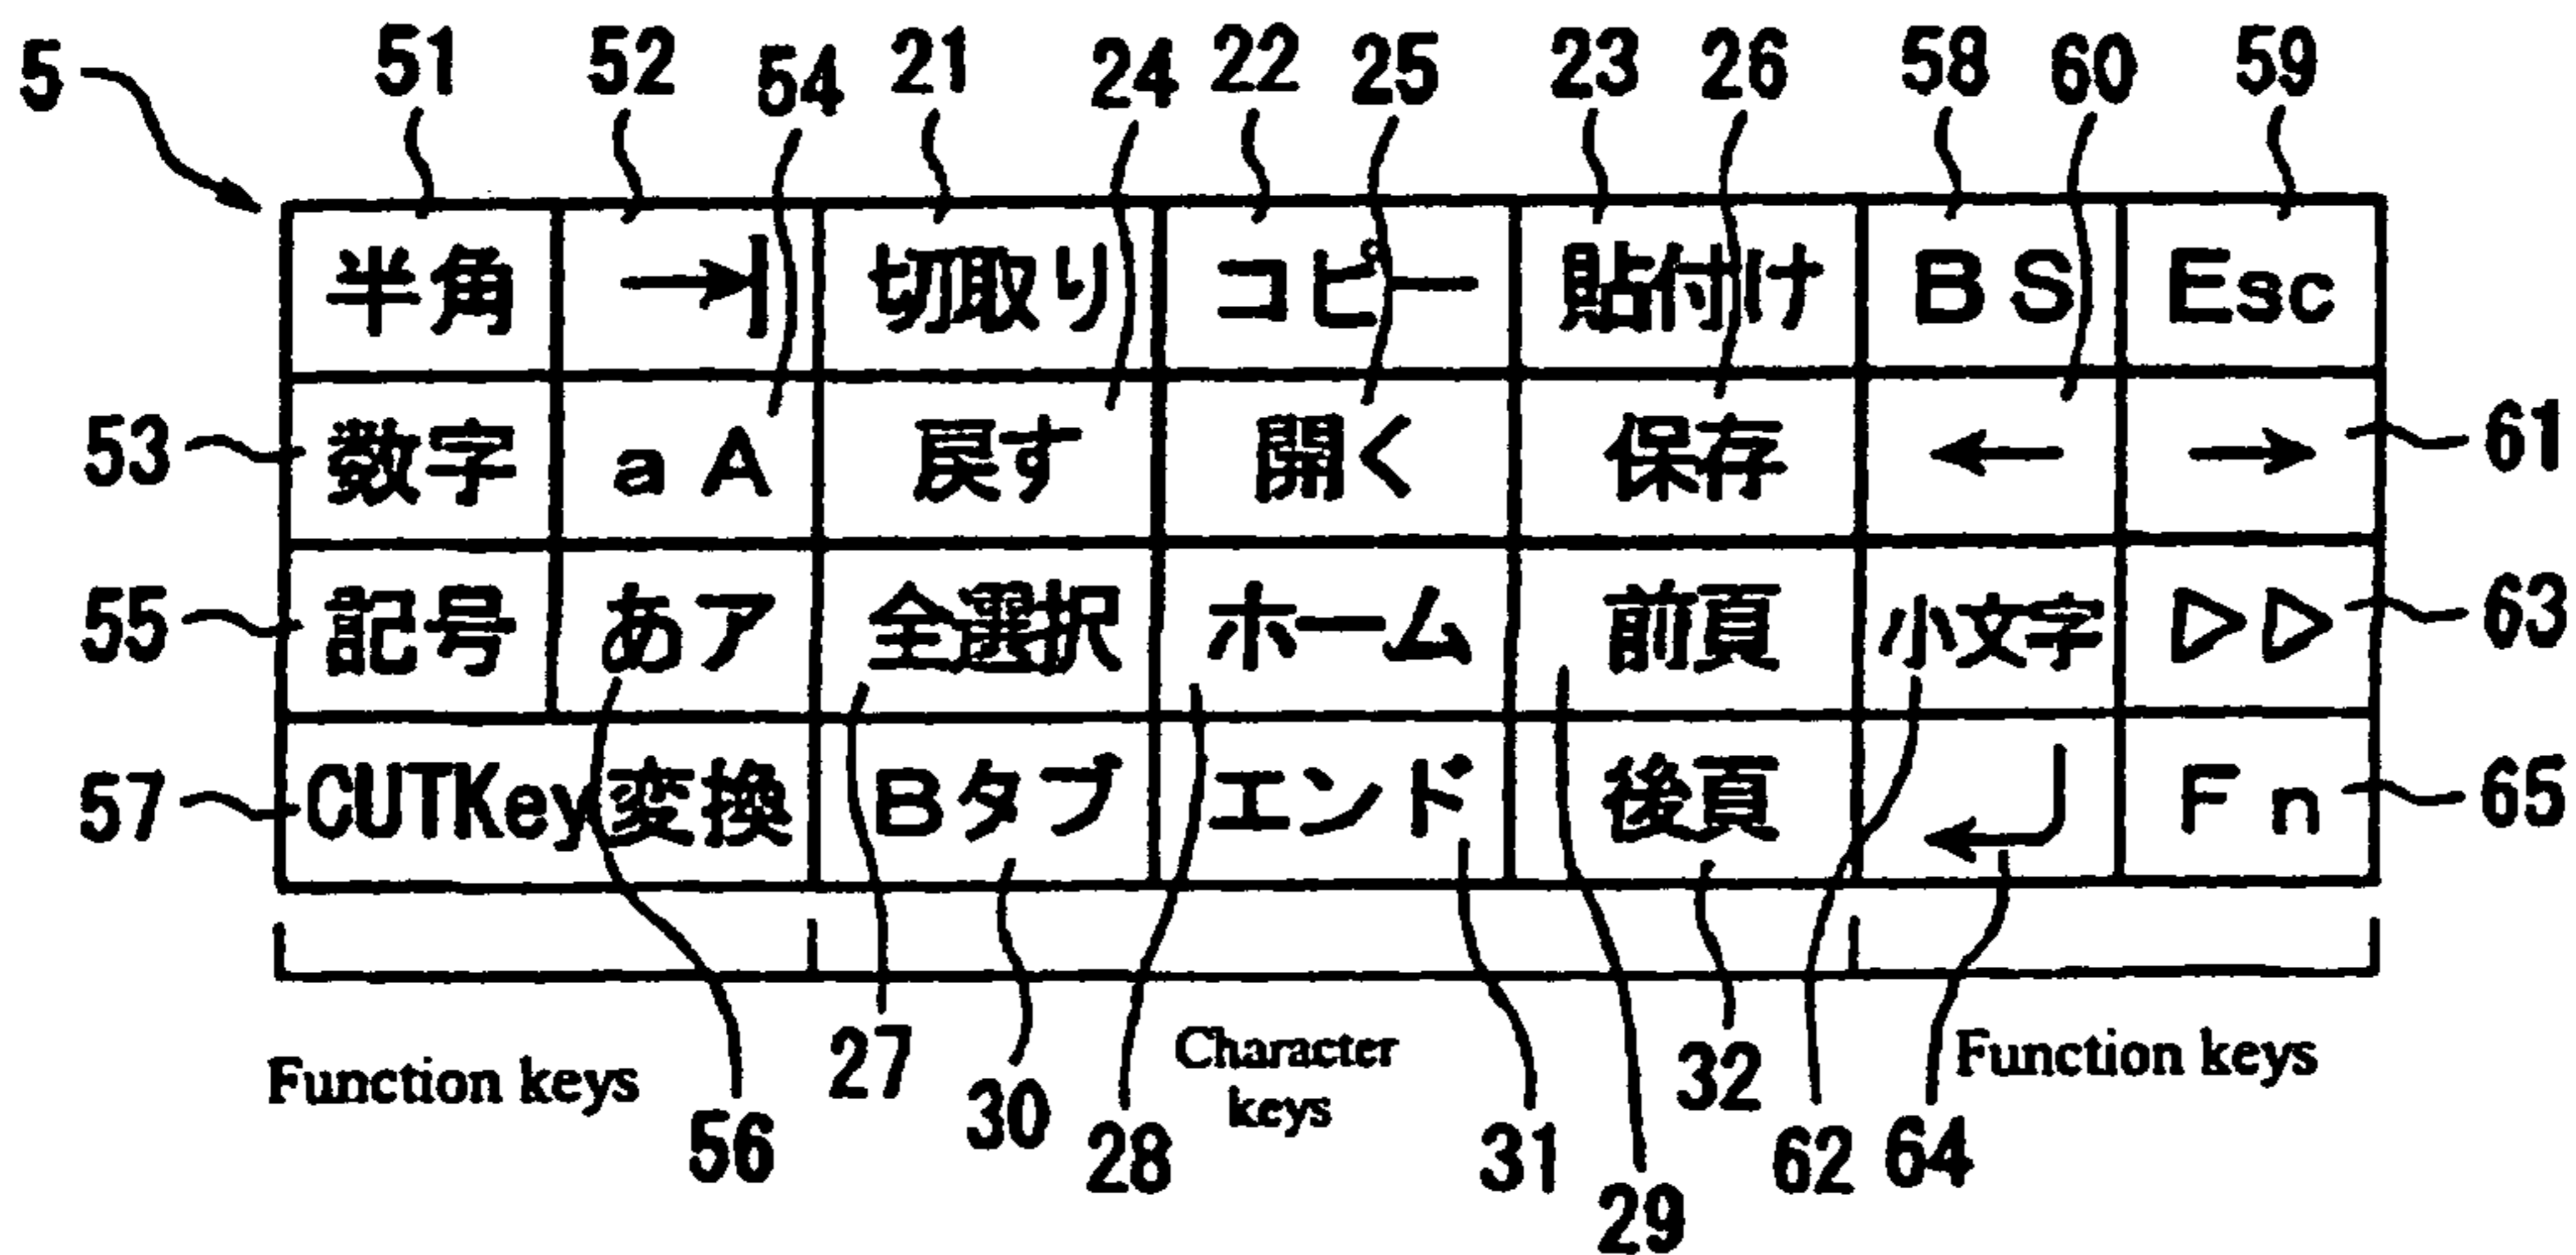 5 51 52 54 21 24 22 25 23 26 58 60 59
半角 →| 切取り コピー 貼付け BS Esc
53 数字 aA 戻す 開く 保存 ← → 61
55 記号 あア 全選択 ホーム 前頁 小文字 ▷▷ 63
57 CUTKey変換 Bタブ エンド 後頁 ↵ Fn 65
Function keys 56 27 30 28 Character 31 29 32 62 64 Function keys
keys